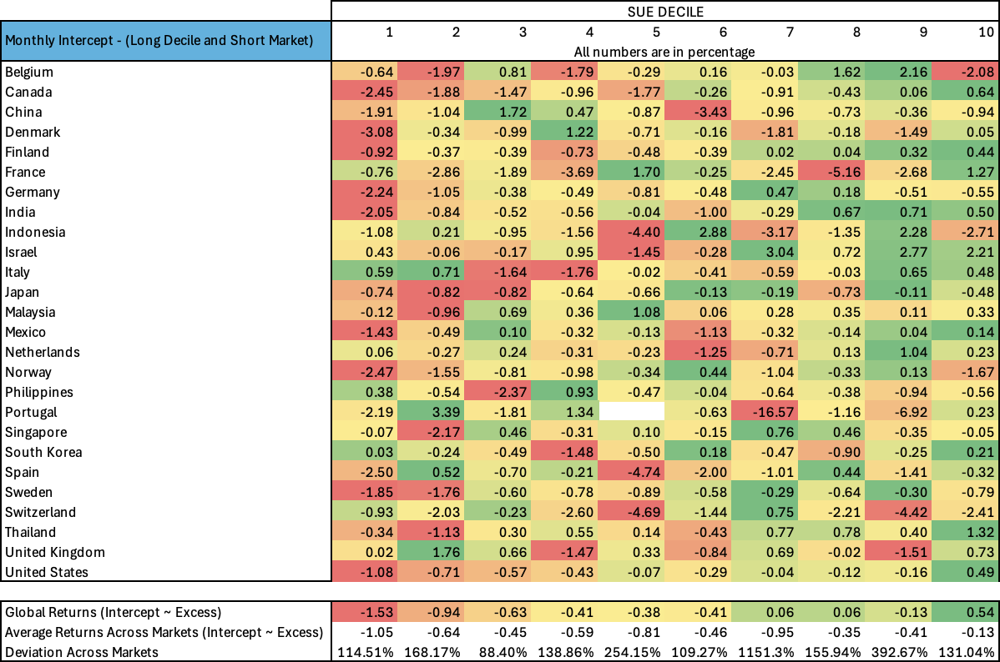 SUE DECILE
Monthly Intercept - (Long Decile and Short Market) 1 2 3 4 5 6 7 8 9 10
All numbers are in percentage
Belgium -0.64 -1.97 0.81 -1.79 -0.29 0.16 -0.03 1.62 2.16 -2.08
Canada -2.45 -1.88 -1.47 -0.96 -1.77 -0.26 -0.91 -0.43 0.06 0.64
China -1.91 -1.04 1.72 0.47 -0.87 -3.43 -0.96 -0.73 -0.36 -0.94
Denmark -3.08 -0.34 -0.99 1.22 -0.71 -0.16 -1.81 -0.18 -1.49 0.05
Finland -0.92 -0.37 -0.39 -0.73 -0.48 -0.39 0.02 0.04 0.32 0.44
France -0.76 -2.86 -1.89 -3.69 1.70 -0.25 -2.45 -5.16 -2.68 1.27
Germany -2.24 -1.05 -0.38 -0.49 -0.81 -0.48 0.47 0.18 -0.51 -0.55
India -2.05 -0.84 -0.52 -0.56 -0.04 -1.00 -0.29 0.67 0.71 0.50
Indonesia -1.08 0.21 -0.95 -1.56 -4.40 2.88 -3.17 -1.35 2.28 -2.71
Israel 0.43 -0.06 -0.17 0.95 -1.45 -0.28 3.04 0.72 2.77 2.21
Italy 0.59 0.71 -1.64 -1.76 -0.02 -0.41 -0.59 -0.03 0.65 0.48
Japan -0.74 -0.82 -0.82 -0.64 -0.66 -0.13 -0.19 -0.73 -0.11 -0.48
Malaysia -0.12 -0.96 0.69 0.36 1.08 0.06 0.28 0.35 0.11 0.33
Mexico -1.43 -0.49 0.10 -0.32 -0.13 -1.13 -0.32 -0.14 0.04 0.14
Netherlands 0.06 -0.27 0.24 -0.31 -0.23 -1.25 -0.71 0.13 1.04 0.23
Norway -2.47 -1.55 -0.81 -0.98 -0.34 0.44 -1.04 -0.33 0.13 -1.67
Philippines 0.38 -0.54 -2.37 0.93 -0.47 -0.04 -0.64 -0.38 -0.94 -0.56
Portugal -2.19 3.39 -1.81 1.34 -0.63 -16.57 -1.16 -6.92 0.23
Singapore -0.07 -2.17 0.46 -0.31 0.10 -0.15 0.76 0.46 -0.35 -0.05
South Korea 0.03 -0.24 -0.49 -1.48 -0.50 0.18 -0.47 -0.90 -0.25 0.21
Spain -2.50 0.52 -0.70 -0.21 -4.74 -2.00 -1.01 0.44 -1.41 -0.32
Sweden -1.85 -1.76 -0.60 -0.78 -0.89 -0.58 -0.29 -0.64 -0.30 -0.79
Switzerland -0.93 -2.03 -0.23 -2.60 -4.69 -1.44 0.75 -2.21 -4.42 -2.41
Thailand -0.34 -1.13 0.30 0.55 0.14 -0.43 0.77 0.78 0.40 1.32
United Kingdom 0.02 1.76 0.66 -1.47 0.33 -0.84 0.69 -0.02 -1.51 0.73
United States -1.08 -0.71 -0.57 -0.43 -0.07 -0.29 -0.04 -0.12 -0.16 0.49
Global Returns (Intercept ~ Excess) -1.53 -0.94 -0.63 -0.41 -0.38 -0.41 0.06 0.06 -0.13 0.54
Average Returns Across Markets (Intercept ~ Excess) -1.05 -0.64 -0.45 -0.59 -0.81 -0.46 -0.95 -0.35 -0.41 -0.13
Deviation Across Markets 114.51% 168.17% 88.40% 138.86% 254.15% 109.27% 1151.3% 155.94% 392.67% 131.04%